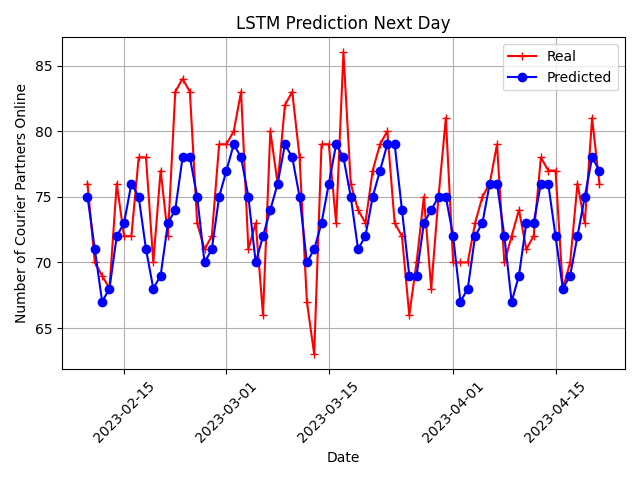 LSTM Prediction Next Day
Real
Predicted
Number of Courier Partners Online
85
80
75
70
65
2023-02-15
2023-03-01
2023-03-15
2023-04-01
2023-04-15
Date